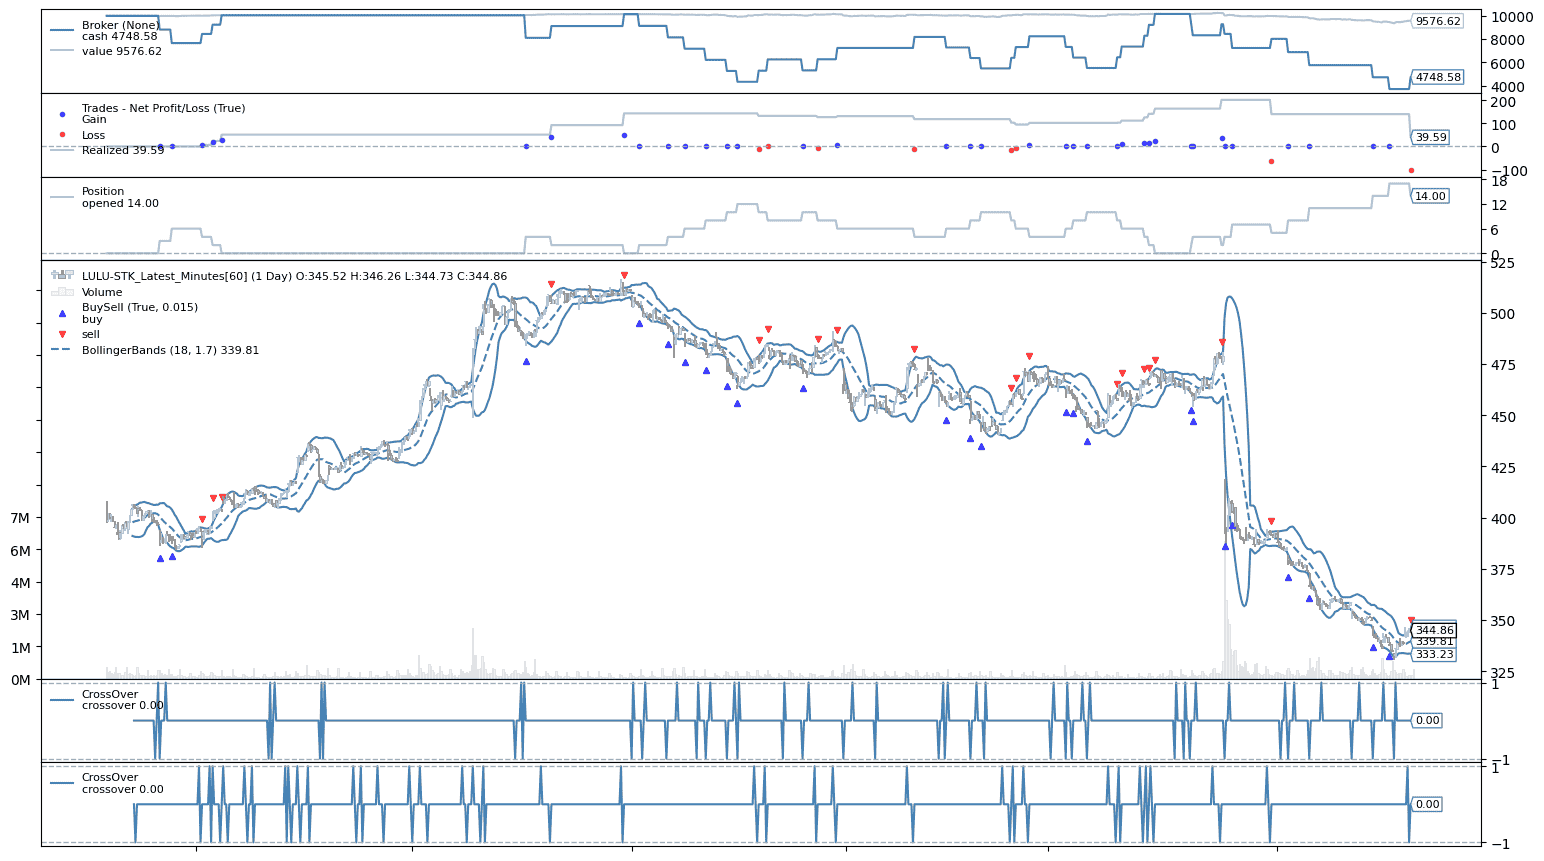 Broker (None)
cash 4748.58
value 9576.62
10000
9576.62
8000
6000
4748.58
4000
Trades - Net Profit/Loss (True)
Gain
Loss
Realized 39.59
200
100
39.59
0
−100
Position
opened 14.00
18
14.00
12
6
0
LULU-STK_Latest_Minutes[60] (1 Day) O:345.52 H:346.26 L:344.73 C:344.86
Volume
BuySell (True, 0.015)
buy
sell
BollingerBands (18, 1.7) 339.81
525
500
475
450
425
400
375
350
344.86
339.81
333.23
325
7M
6M
4M
3M
1M
0M
CrossOver
crossover 0.00
1
0.00
−1
CrossOver
crossover 0.00
1
0.00
−1